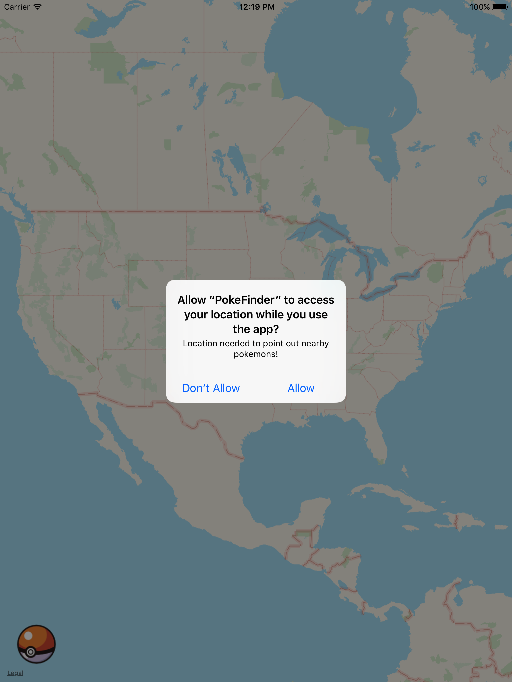 Carrier 12:19 PM 100%
Allow “PokeFinder” to access
your location while you use
the app?
Location needed to point out nearby
pokemons!
Don’t Allow Allow
Legal